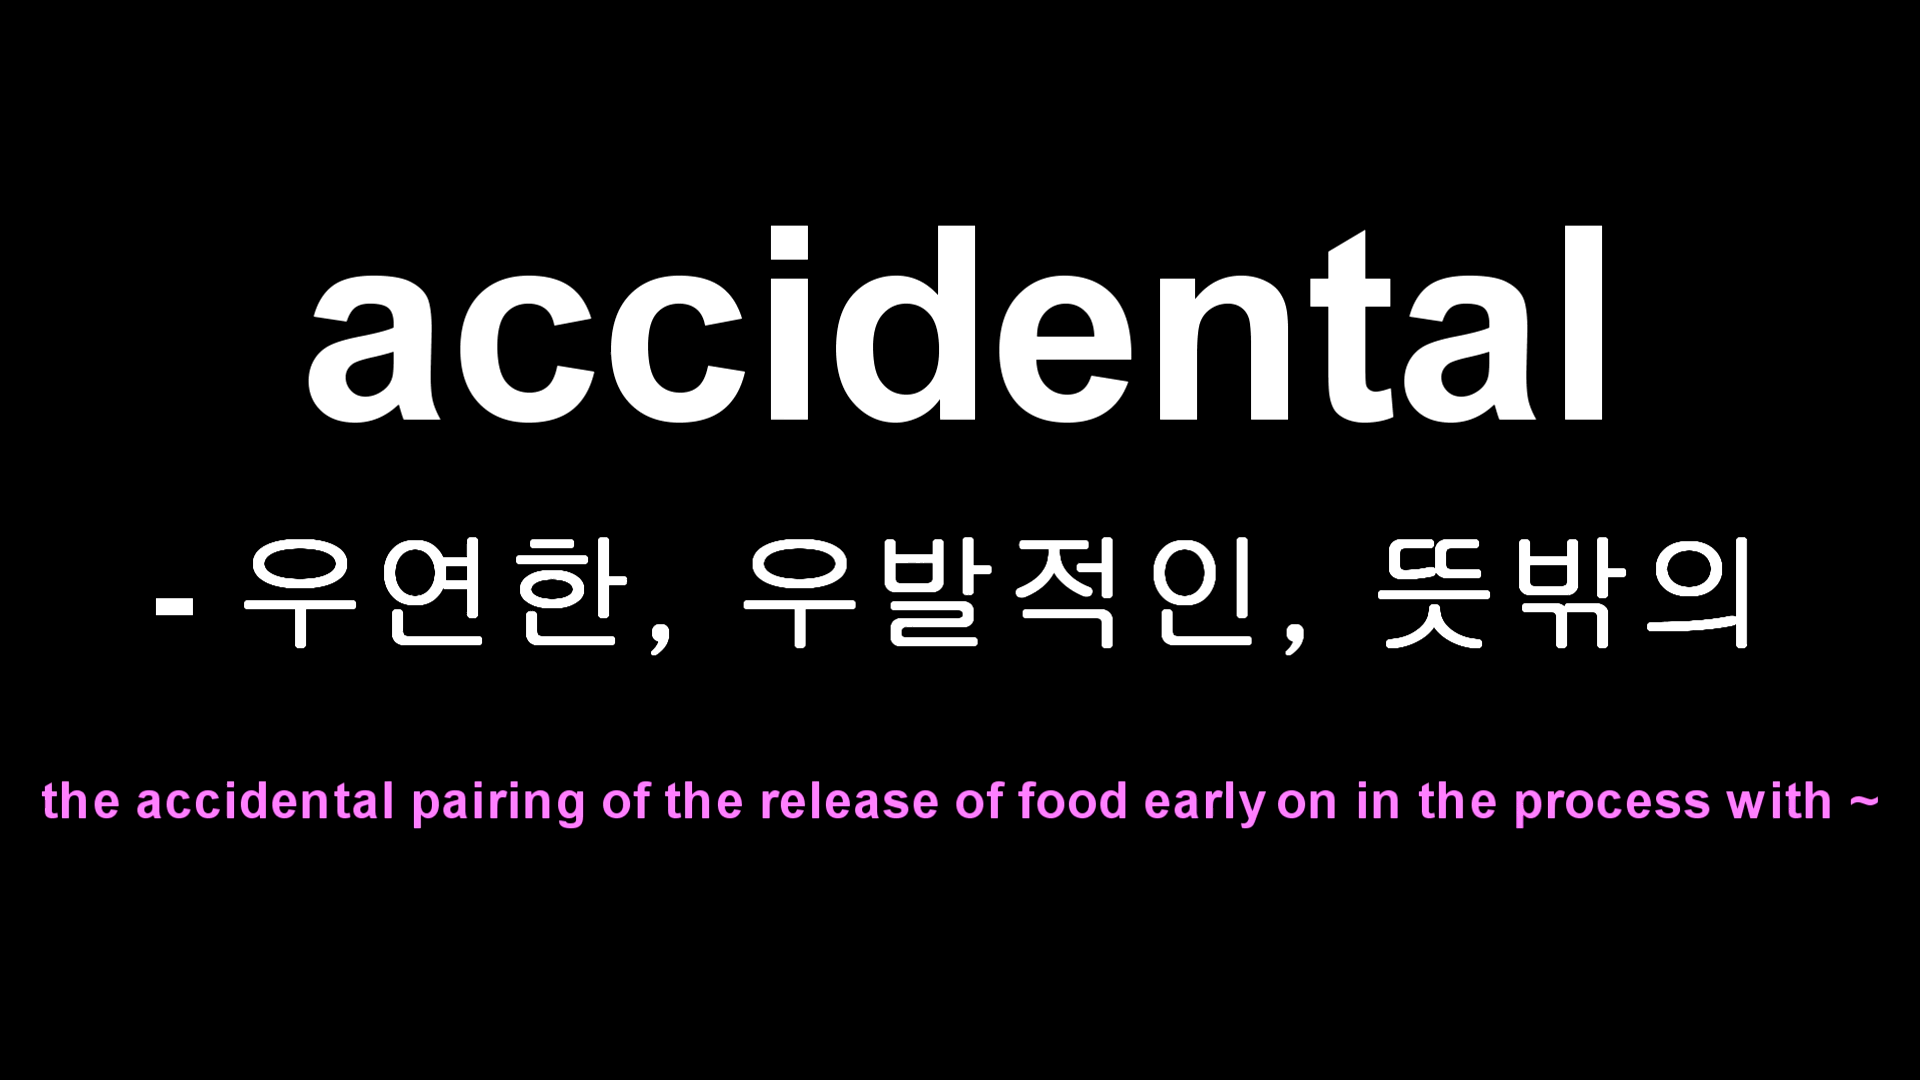 accidental
- 우연한, 우발적인, 뜻밖의
the accidental pairing of the release of food early on in the process with ~